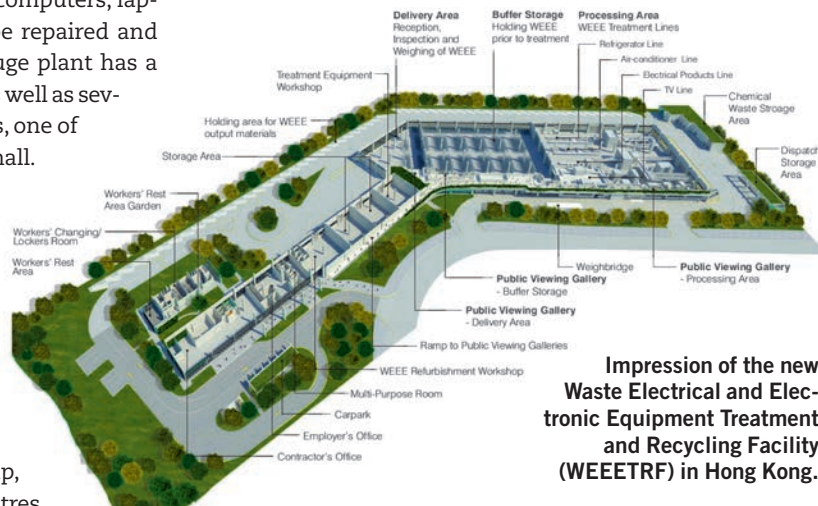 computers, lap-
be repaired and
uge plant has a
well as sev-
s, one of
hall.
Delivery Area
Reception,
Inspection and
Weighing of WEEE
Buffer Storage
Holding WEEE
prior to treatment
Processing Area
WEEE Treatment Lines
Refrigerator Line
Air-conditioner Line
Electrical Products Line
TV Line
Chemical
Waste Stroage
Area
Dispatch
Storage
Area
Treatment Equipment
Workshop
Holding area for WEEE
output materials
Storage Area
Workers' Rest
Area Garden
Workers' Changing/
Lockers Room
Workers' Rest
Area
Weighbridge
Public Viewing Gallery
- Processing Area
Public Viewing Gallery
- Buffer Storage
Public Viewing Gallery
- Delivery Area
Ramp to Public Viewing Galleries
WEEE Refurbishment Workshop
Multi-Purpose Room
Carpark
Employer's Office
Contractor's Office
Impression of the new
Waste Electrical and Elec-
tronic Equipment Treatment
and Recycling Facility
(WEEETRF) in Hong Kong.
p,
tres